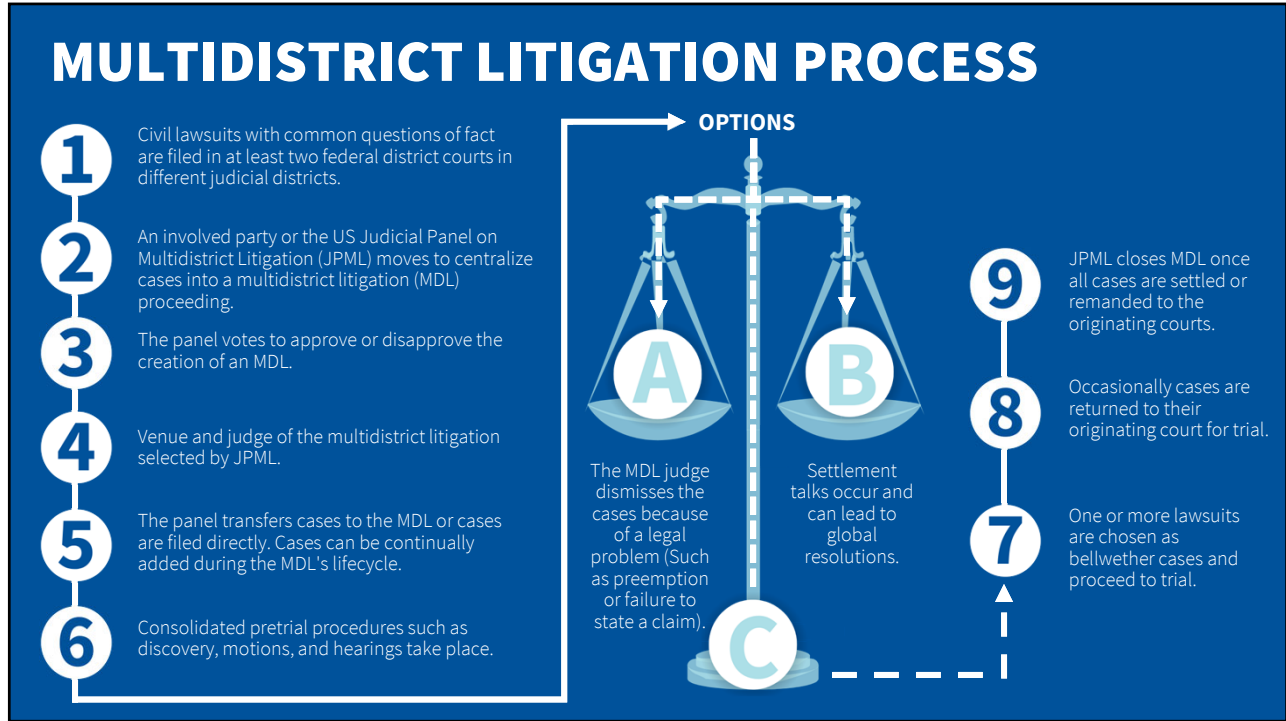 MULTIDISTRICT LITIGATION PROCESS
1
Civil lawsuits with common questions of fact
are filed in at least two federal district courts in
different judicial districts.
2
An involved party or the US Judicial Panel on
Multidistrict Litigation (JPML) moves to centralize
cases into a multidistrict litigation (MDL)
proceeding.
3
The panel votes to approve or disapprove the
creation of an MDL.
4
Venue and judge of the multidistrict litigation
selected by JPML.
5
The panel transfers cases to the MDL or cases
are filed directly. Cases can be continually
added during the MDL's lifecycle.
6
Consolidated pretrial procedures such as
discovery, motions, and hearings take place.
OPTIONS
A
The MDL judge
dismisses the
cases because
of a legal
problem (Such
as preemption
or failure to
state a claim).
B
Settlement
talks occur and
can lead to
global
resolutions.
C
9
JPML closes MDL once
all cases are settled or
remanded to the
originating courts.
8
Occasionally cases are
returned to their
originating court for trial.
7
One or more lawsuits
are chosen as
bellwether cases and
proceed to trial.